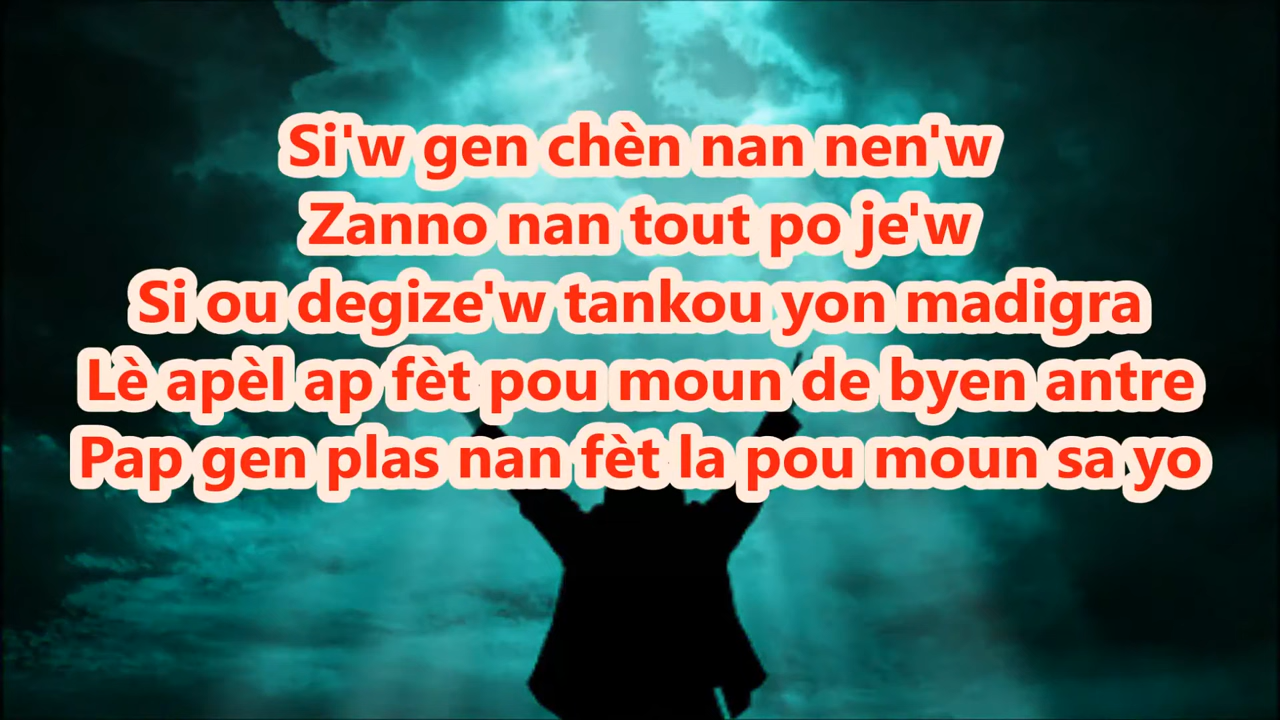 Si'w gen chèn nan nen'w
Zanno nan tout po je'w
Si ou degize'w tankou yon madigra
Lè apèl ap fèt pou moun de byen antre
Pap gen plas nan fèt la pou moun sa yo